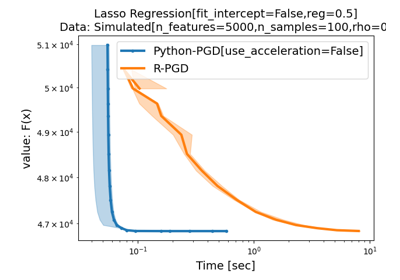 Lasso Regression[fit_intercept=False,reg=0.5]
Data: Simulated[n_features=5000,n_samples=100,rho=0
Python-PGD[use_acceleration=False]
R-PGD
5.1 × 10⁴
5 × 10⁴
4.9 × 10⁴
4.8 × 10⁴
4.7 × 10⁴
value: F(x)
10⁻¹ 10⁰ 10¹
Time [sec]